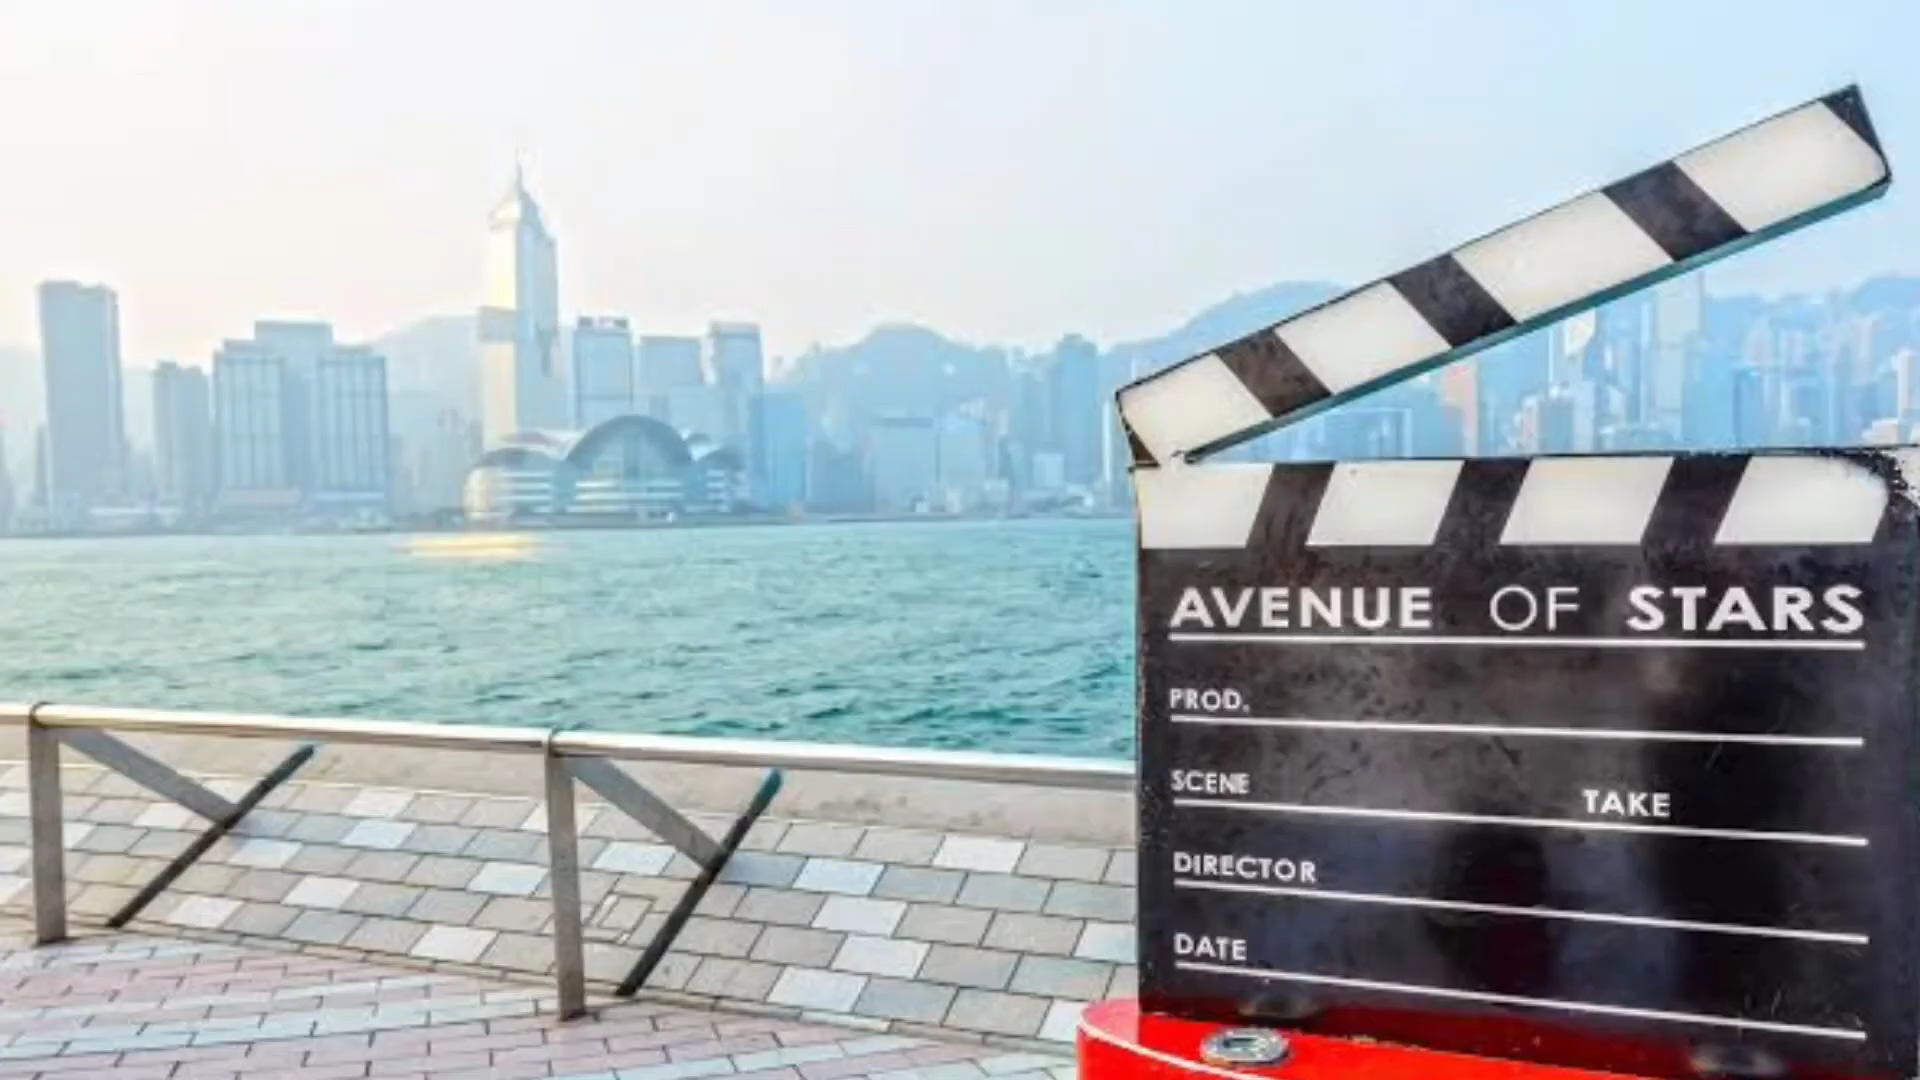 AVENUE OF STARS
PROD.
SCENE TAKE
DIRECTOR
DATE